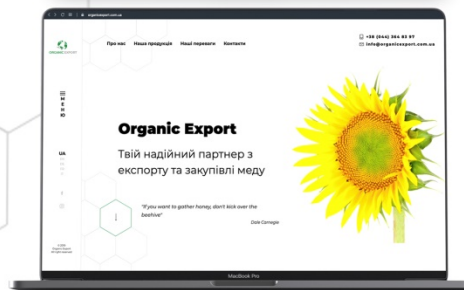 organicexport.com.ua
ORGANIC EXPORT
Про нас Наша продукція Наші переваги Контакти
+38 (044) 364 83 97
info@organicexport.com.ua
МЕНЮ
UA
Organic Export
Твій надійний партнер з
експорту та закупівлі меду
"If you want to gather honey, don't kick over the
beehive"
Dale Carnegie
MacBook Pro